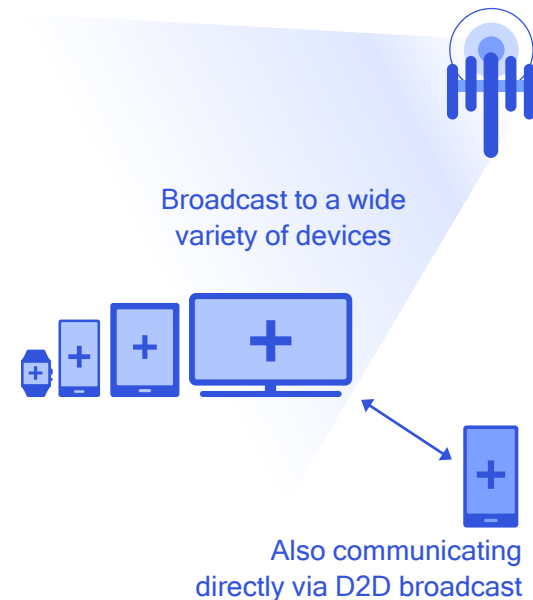 Broadcast to a wide
variety of devices
Also communicating
directly via D2D broadcast